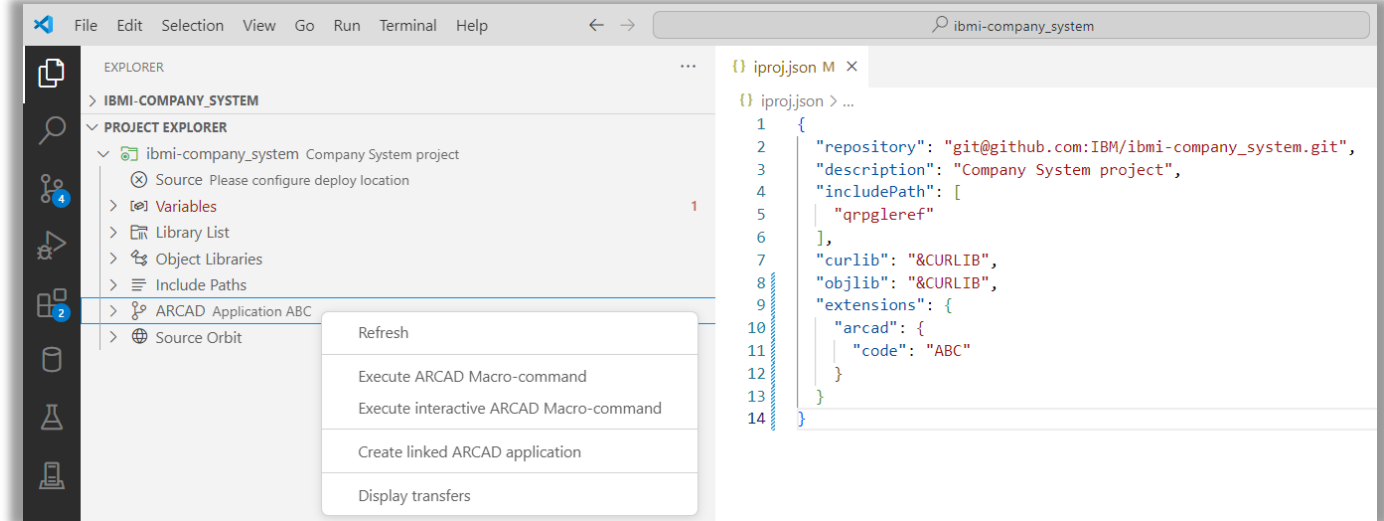 File Edit Selection View Go Run Terminal Help ibmi-company_system
EXPLORER
IBMI-COMPANY_SYSTEM
PROJECT EXPLORER
ibmi-company_system Company System project
Source Please configure deploy location
Variables 1
Library List
Object Libraries
Include Paths
ARCAD Application ABC
Source Orbit
4
2
Refresh
Execute ARCAD Macro-command
Execute interactive ARCAD Macro-command
Create linked ARCAD application
Display transfers
{} iproj.json M ×
{} iproj.json > ...
1 {
2 "repository": "git@github.com:IBM/ibmi-company_system.git",
3 "description": "Company System project",
4 "includePath": [
5 "qrpgleref"
6 ],
7 "curlib": "&CURLIB",
8 "objlib": "&CURLIB",
9 "extensions": {
10 "arcad": {
11 "code": "ABC"
12 }
13 }
14 }